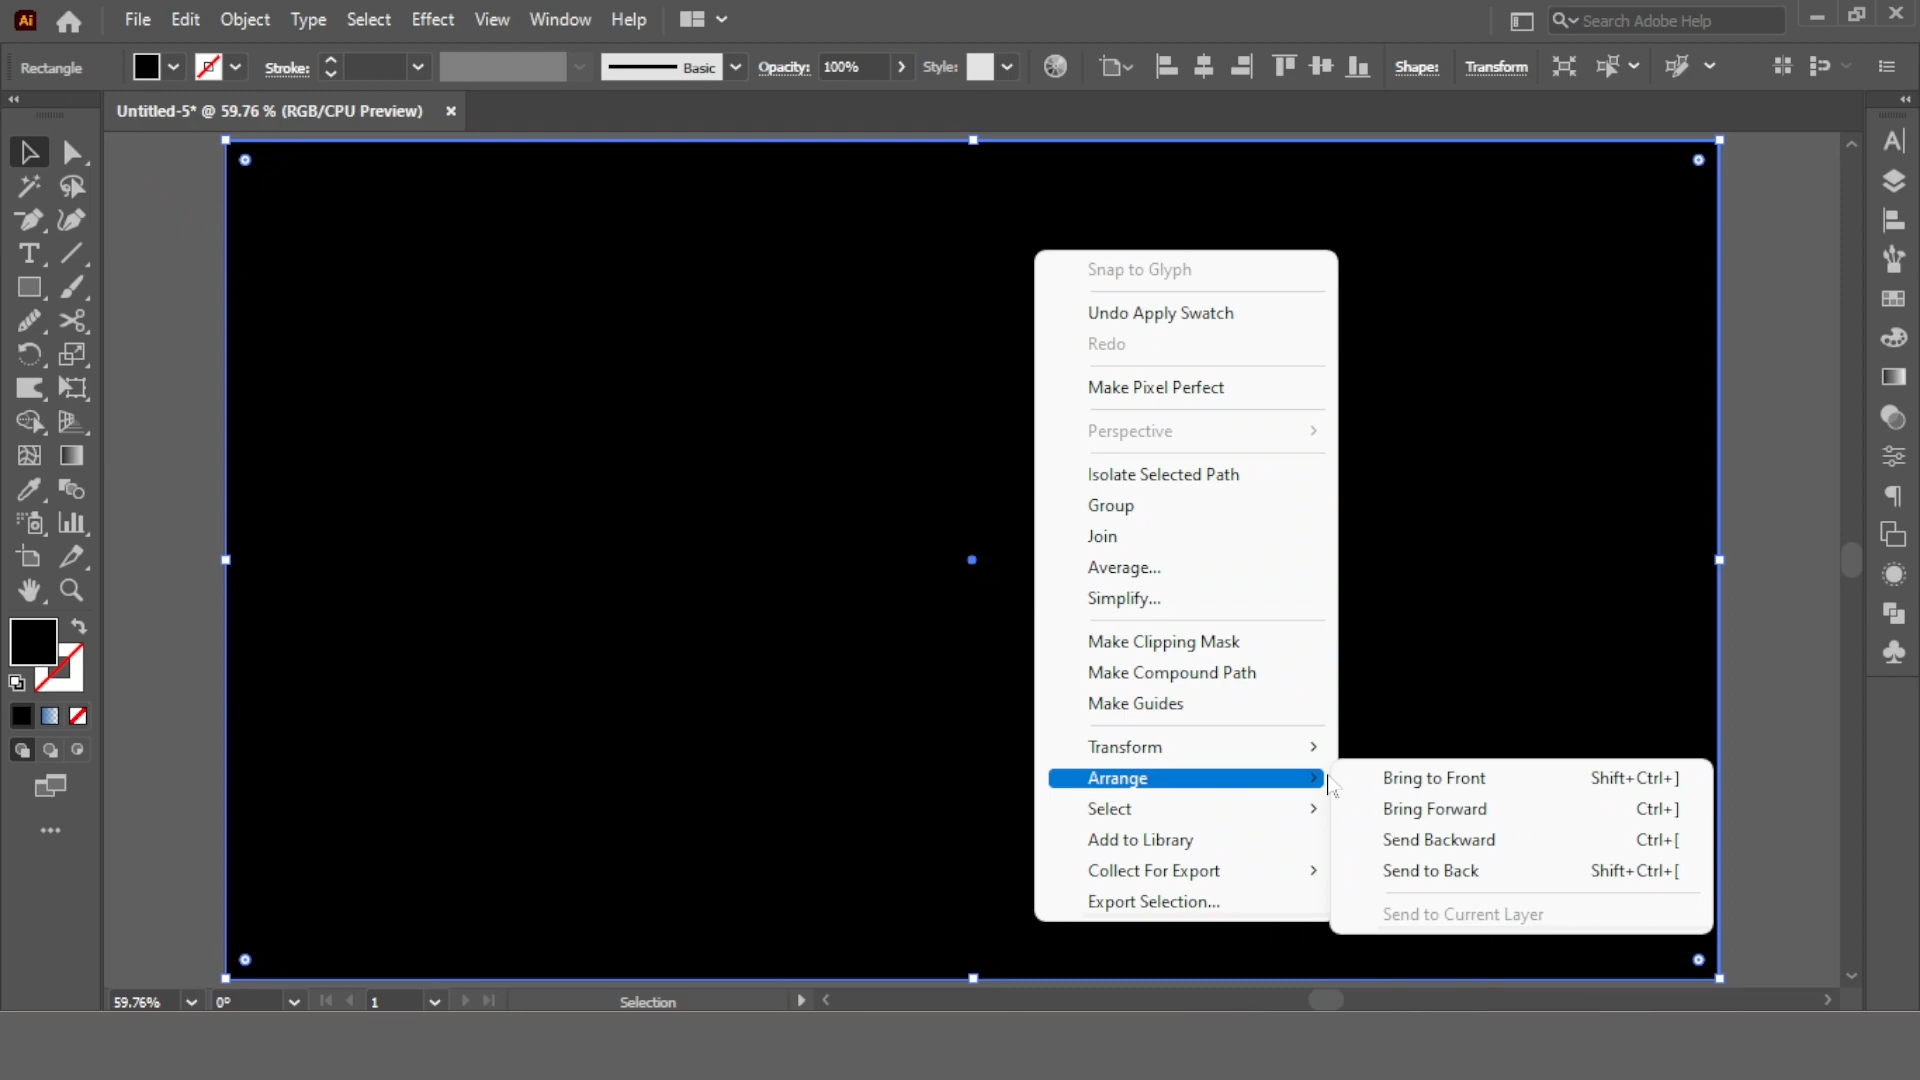 Ai File Edit Object Type Select Effect View Window Help Search Adobe Help
Rectangle Stroke: Basic Opacity: 100% Style: Shape: Transform
Untitled-5* @ 59.76 % (RGB/CPU Preview)
Snap to Glyph
Undo Apply Swatch
Redo
Make Pixel Perfect
Perspective
Isolate Selected Path
Group
Join
Average...
Simplify...
Make Clipping Mask
Make Compound Path
Make Guides
Transform
Arrange
Select
Add to Library
Collect For Export
Export Selection...
Bring to Front Shift+Ctrl+]
Bring Forward Ctrl+]
Send Backward Ctrl+[
Send to Back Shift+Ctrl+[
Send to Current Layer
59.76% 0° 1 Selection